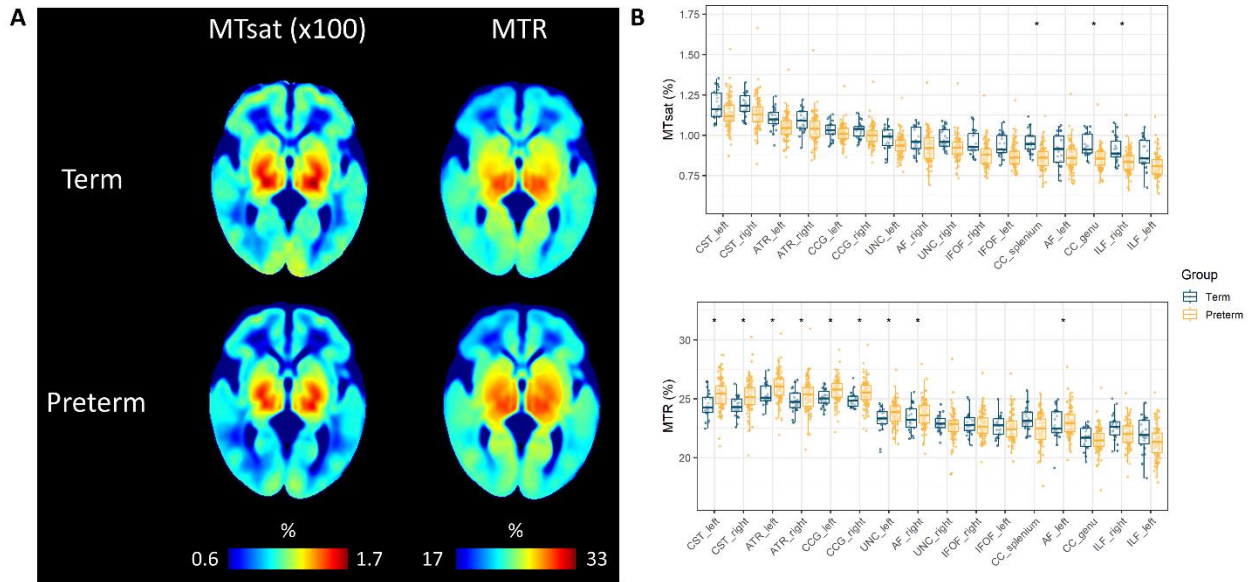 A
MTsat (x100)
MTR
Term
Preterm
%
%
0.6
1.7
17
33
B
1.75
*
*
*
1.50
1.25
1.00
0.75
MTsat (%)
CST_left
CST_right
ATR_left
ATR_right
CCG_left
CCG_right
UNC_left
AF_right
UNC_right
IFOF_right
IFOF_left
CC_splenium
AF_left
CC_genu
ILF_right
ILF_left
Group
Term
Preterm
*
*
*
*
*
*
*
*
*
30
25
20
MTR (%)
CST_left
CST_right
ATR_left
ATR_right
CCG_left
CCG_right
UNC_left
AF_right
UNC_right
IFOF_right
IFOF_left
CC_splenium
AF_left
CC_genu
ILF_right
ILF_left